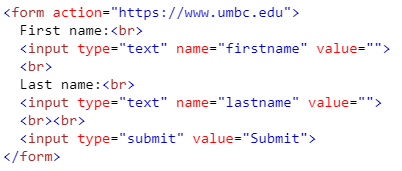 <form action="https://www.umbc.edu">
First name:<br>
<input type="text" name="firstname" value="">
<br>
Last name:<br>
<input type="text" name="lastname" value="">
<br><br>
<input type="submit" value="Submit">
</form>